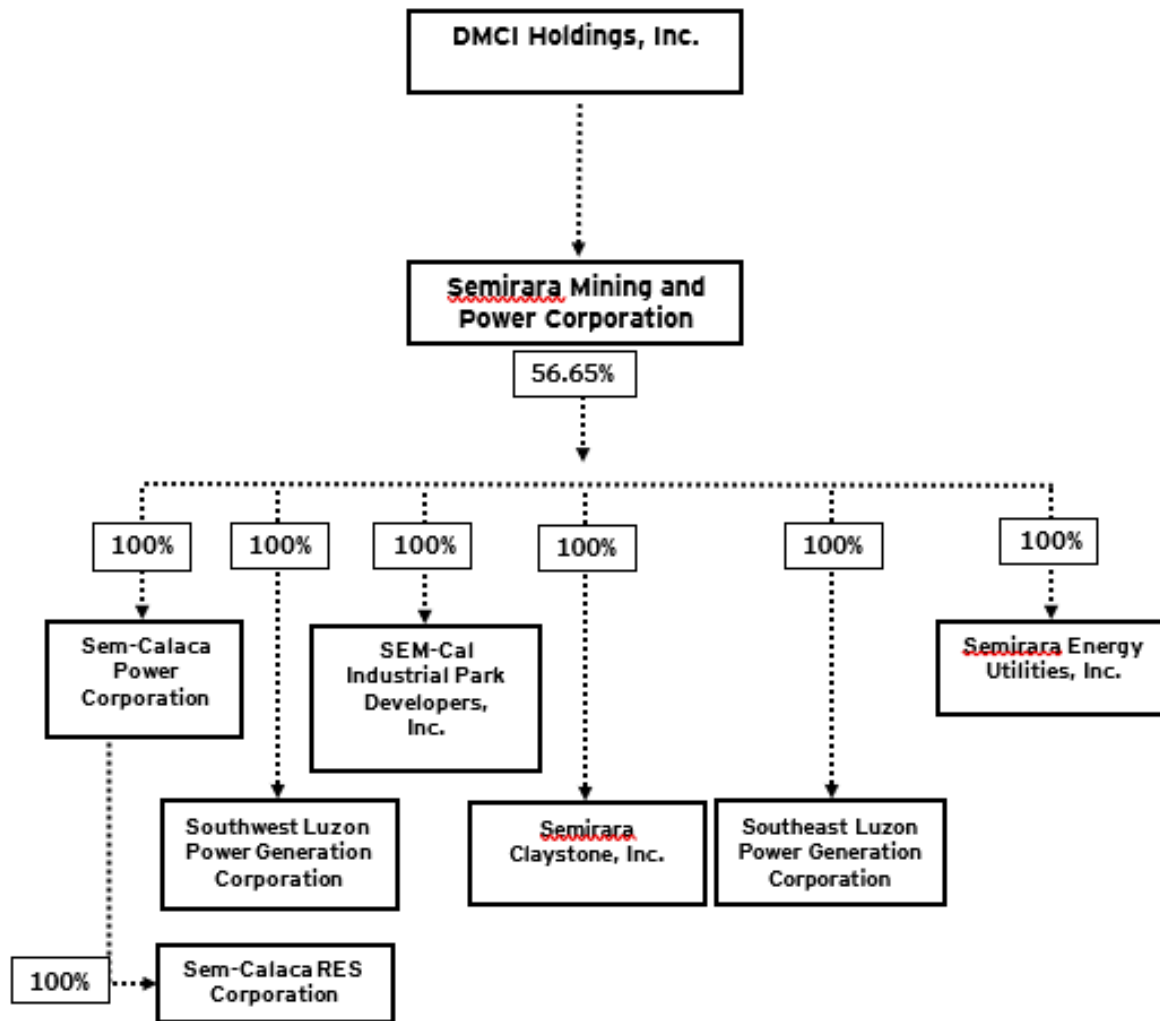 DMCI Holdings, Inc.
Semirara Mining and
Power Corporation
56.65%
100%
100%
100%
100%
100%
100%
Sem-Calaca
Power
Corporation
SEM-Cal
Industrial Park
Developers,
Inc.
Semirara Energy
Utilities, Inc.
Southwest Luzon
Power Generation
Corporation
Semirara
Claystone, Inc.
Southeast Luzon
Power Generation
Corporation
100%
Sem-Calaca RES
Corporation